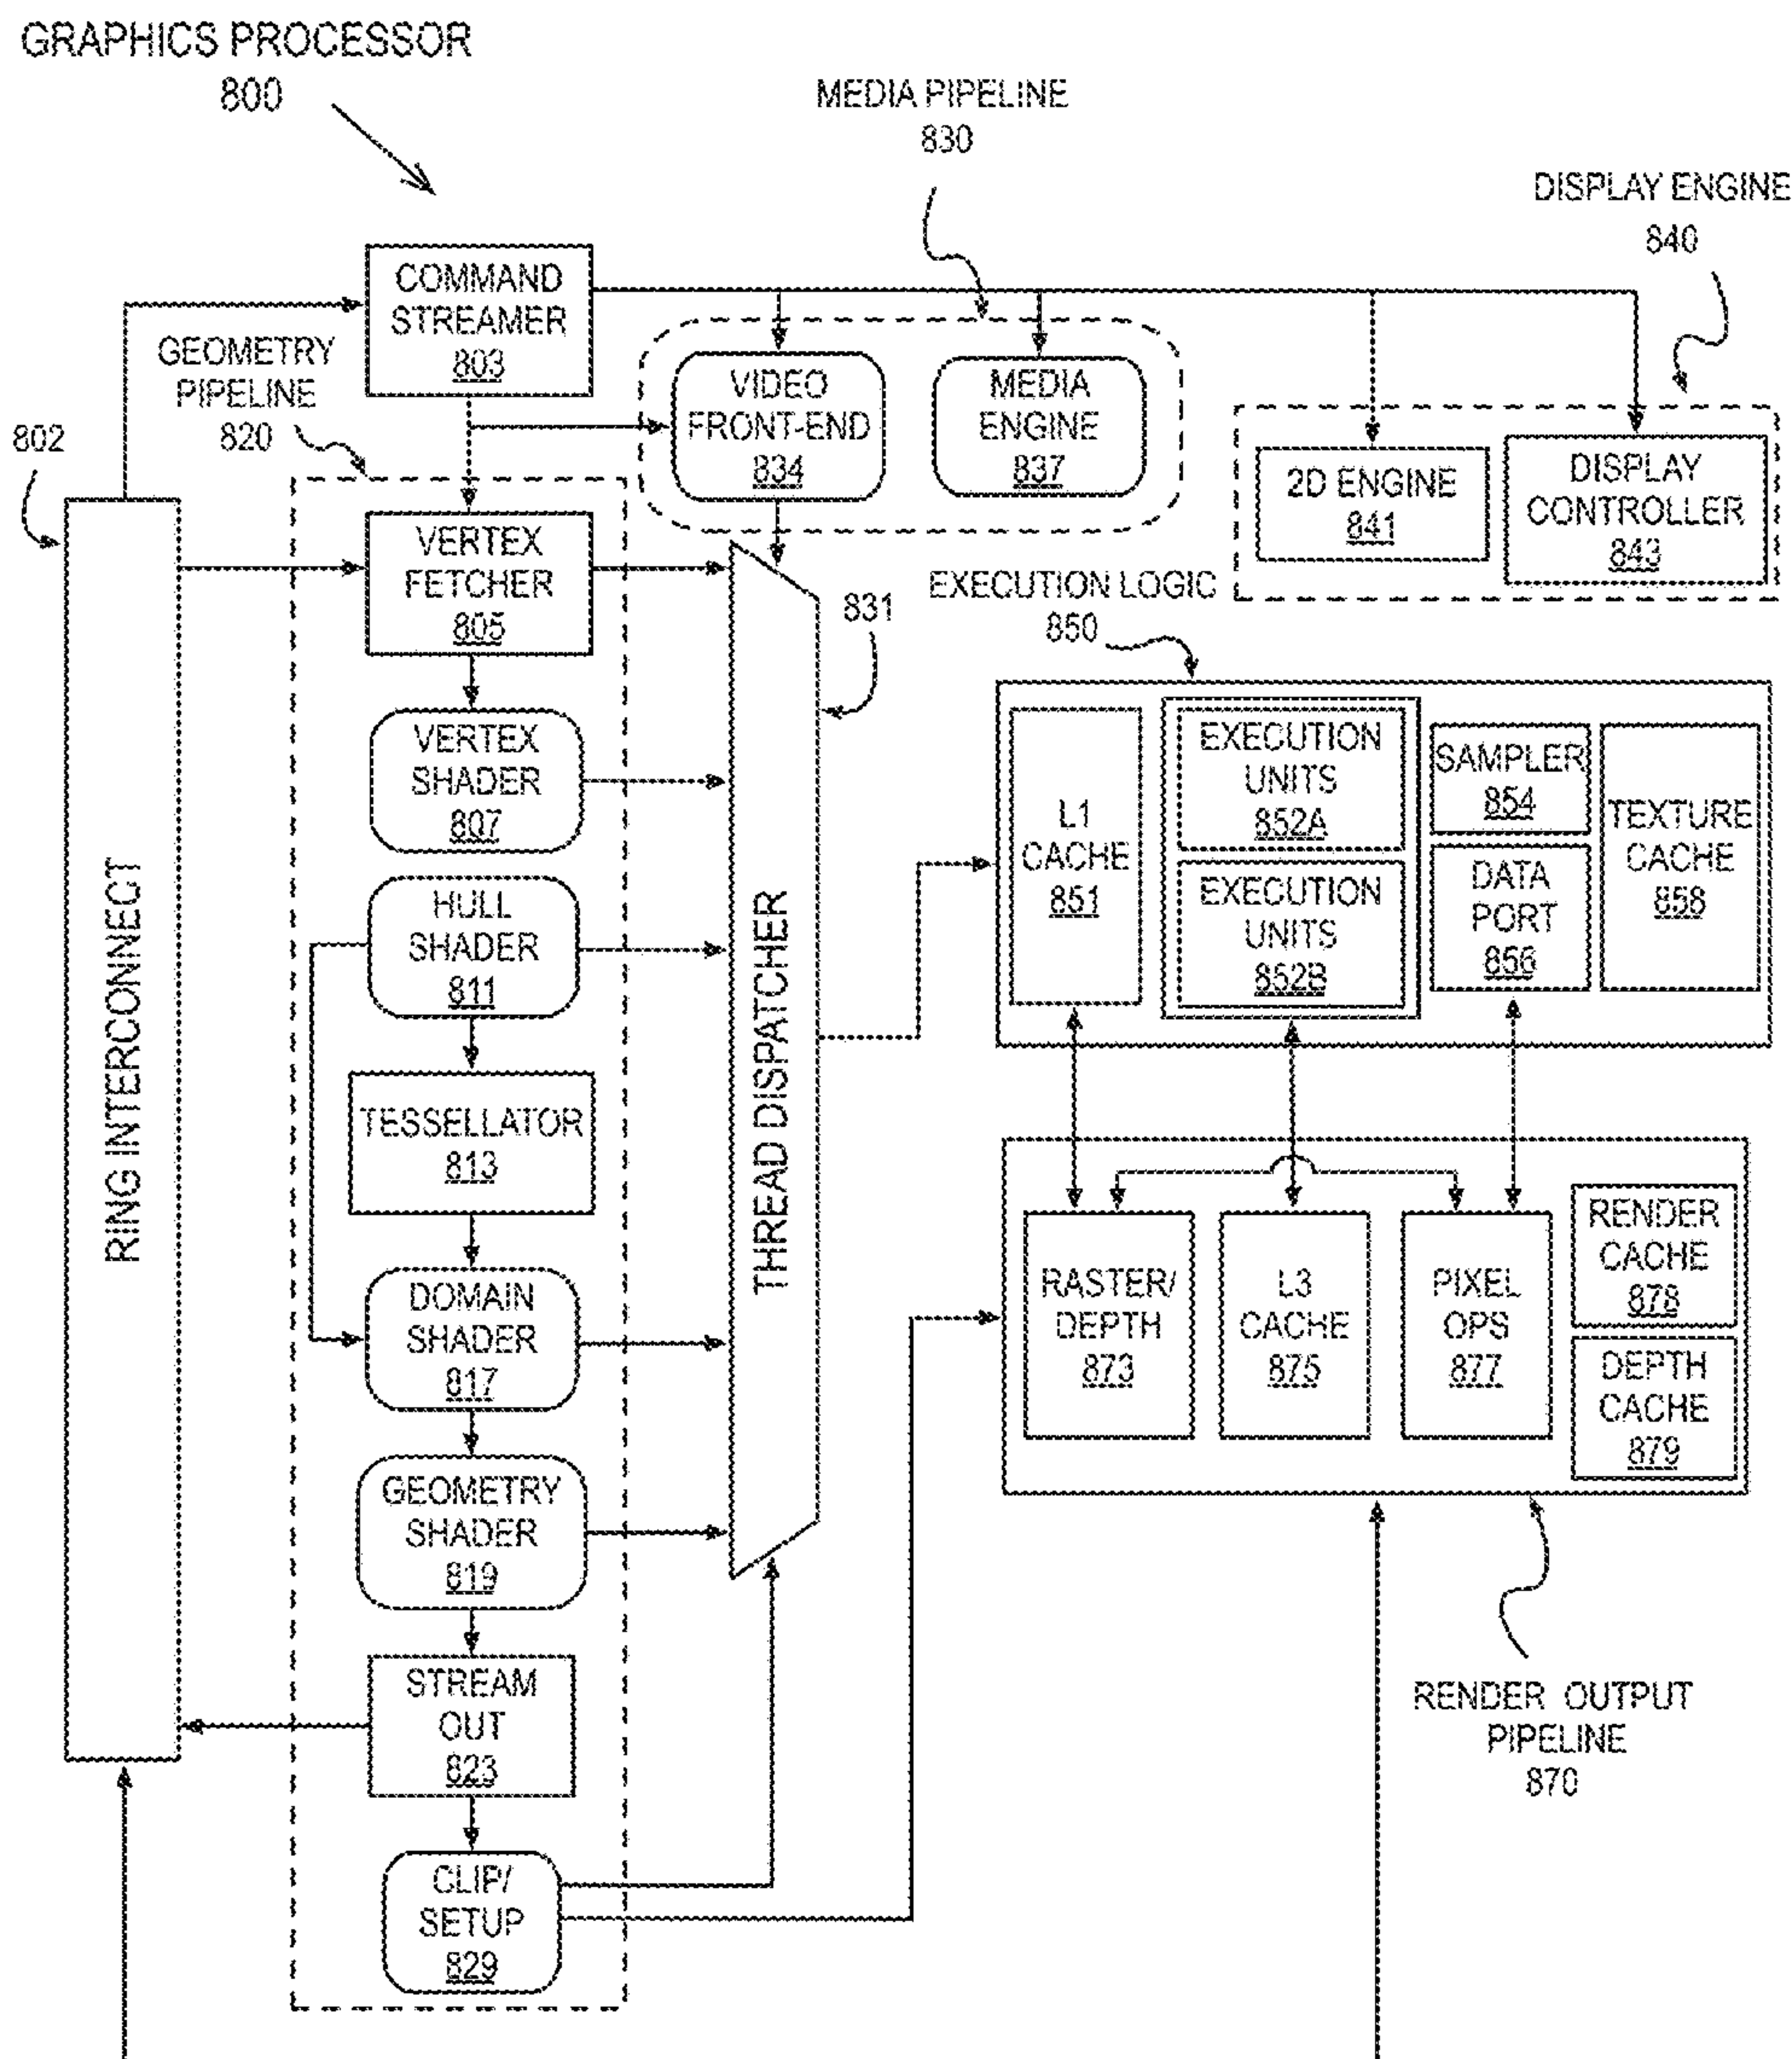 GRAPHICS PROCESSOR
800
MEDIA PIPELINE
830
DISPLAY ENGINE
840
COMMAND
STREAMER
803
GEOMETRY
PIPELINE
820
802
VIDEO
FRONT-END
834
MEDIA
ENGINE
837
2D ENGINE
841
DISPLAY
CONTROLLER
843
RING INTERCONNECT
VERTEX
FETCHER
805
VERTEX
SHADER
807
HULL
SHADER
811
TESSELLATOR
813
DOMAIN
SHADER
817
GEOMETRY
SHADER
819
STREAM
OUT
823
CLIP/
SETUP
829
THREAD DISPATCHER
831
EXECUTION LOGIC
850
L1
CACHE
851
EXECUTION
UNITS
852A
EXECUTION
UNITS
852B
SAMPLER
854
DATA
PORT
856
TEXTURE
CACHE
858
RASTER/
DEPTH
873
L3
CACHE
875
PIXEL
OPS
877
RENDER
CACHE
878
DEPTH
CACHE
879
RENDER OUTPUT
PIPELINE
870